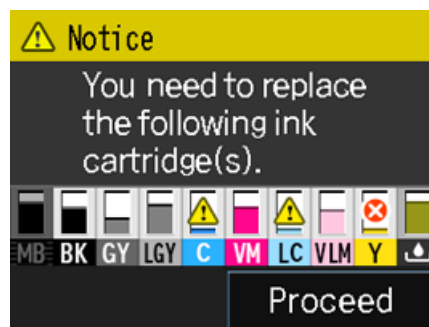 Notice
You need to replace
the following ink
cartridge(s).
MB BK GY LGY C VM LC VLM Y
Proceed